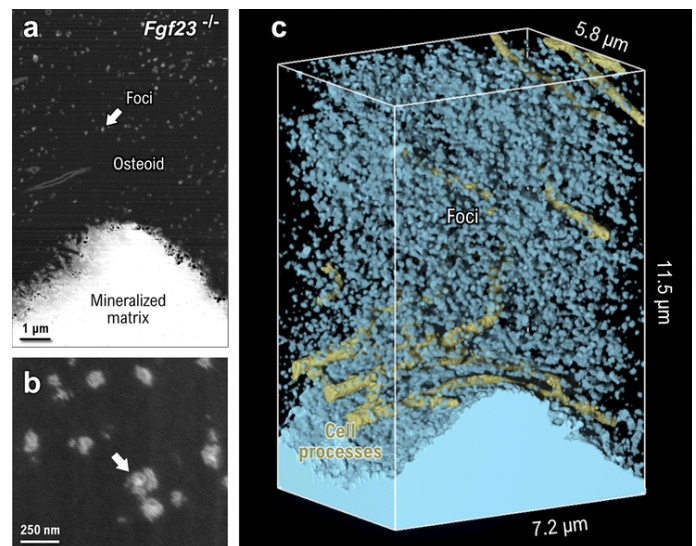 a
Fgf23 -/-
Foci
Osteoid
Mineralized
matrix
1 µm
b
250 nm
c
5.8 µm
Foci
11.5 µm
Cell
processes
7.2 µm